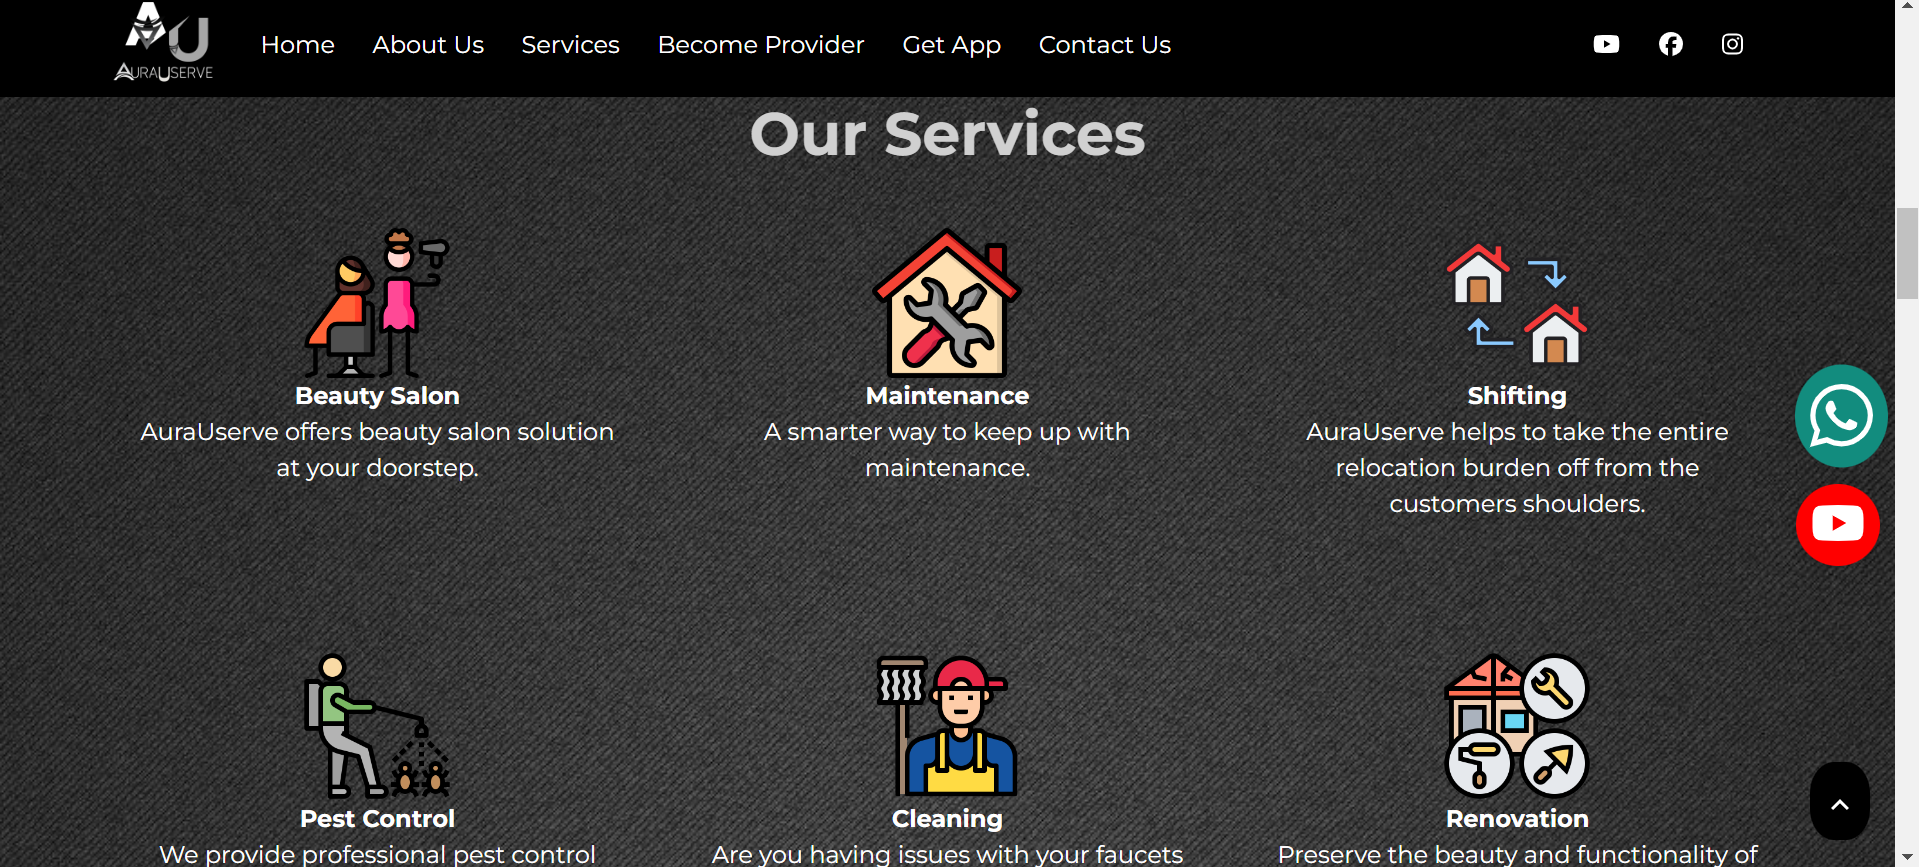 AU
AURAUSERVE
Home About Us Services Become Provider Get App Contact Us
Our Services
Beauty Salon
AuraUserve offers beauty salon solution
at your doorstep.
Maintenance
A smarter way to keep up with
maintenance.
Shifting
AuraUserve helps to take the entire
relocation burden off from the
customers shoulders.
Pest Control
We provide professional pest control
Cleaning
Are you having issues with your faucets
Renovation
Preserve the beauty and functionality of